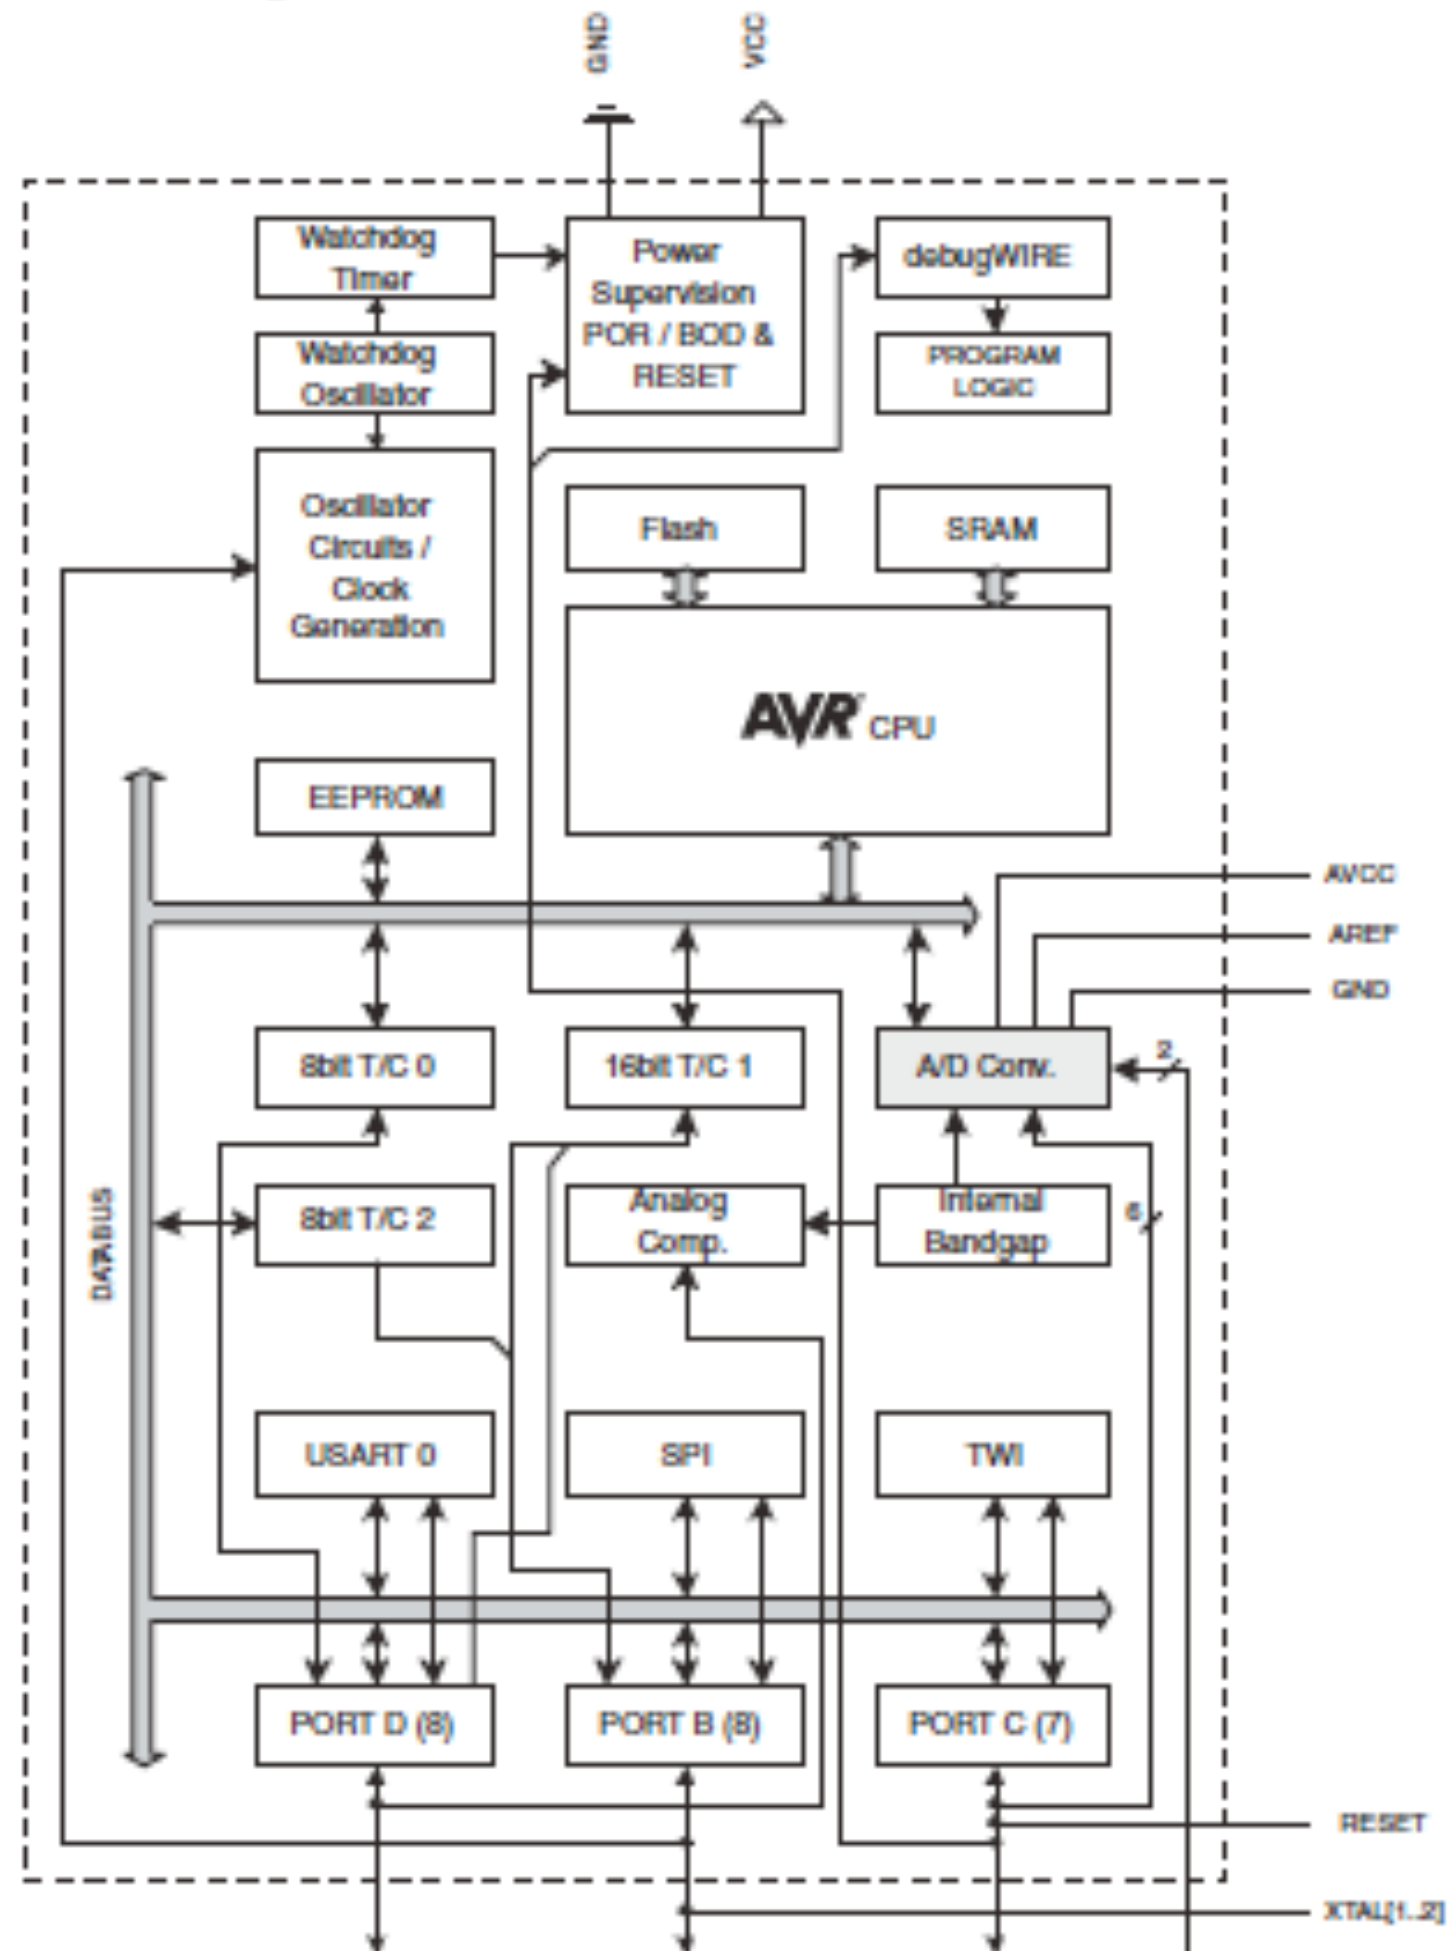 GND
VCC
Watchdog
Timer
Power
Supervision
POR / BOD &
RESET
debugWIRE
Watchdog
Oscillator
PROGRAM
LOGIC
Oscillator
Circuits /
Clock
Generation
Flash
SRAM
AVR CPU
EEPROM
AVCC
AREF
GND
8bit T/C 0
16bit T/C 1
A/D Conv.
2
DATABUS
8bit T/C 2
Analog
Comp.
Internal
Bandgap
6
USART 0
SPI
TWI
PORT D (8)
PORT B (8)
PORT C (7)
RESET
XTAL[1..2]